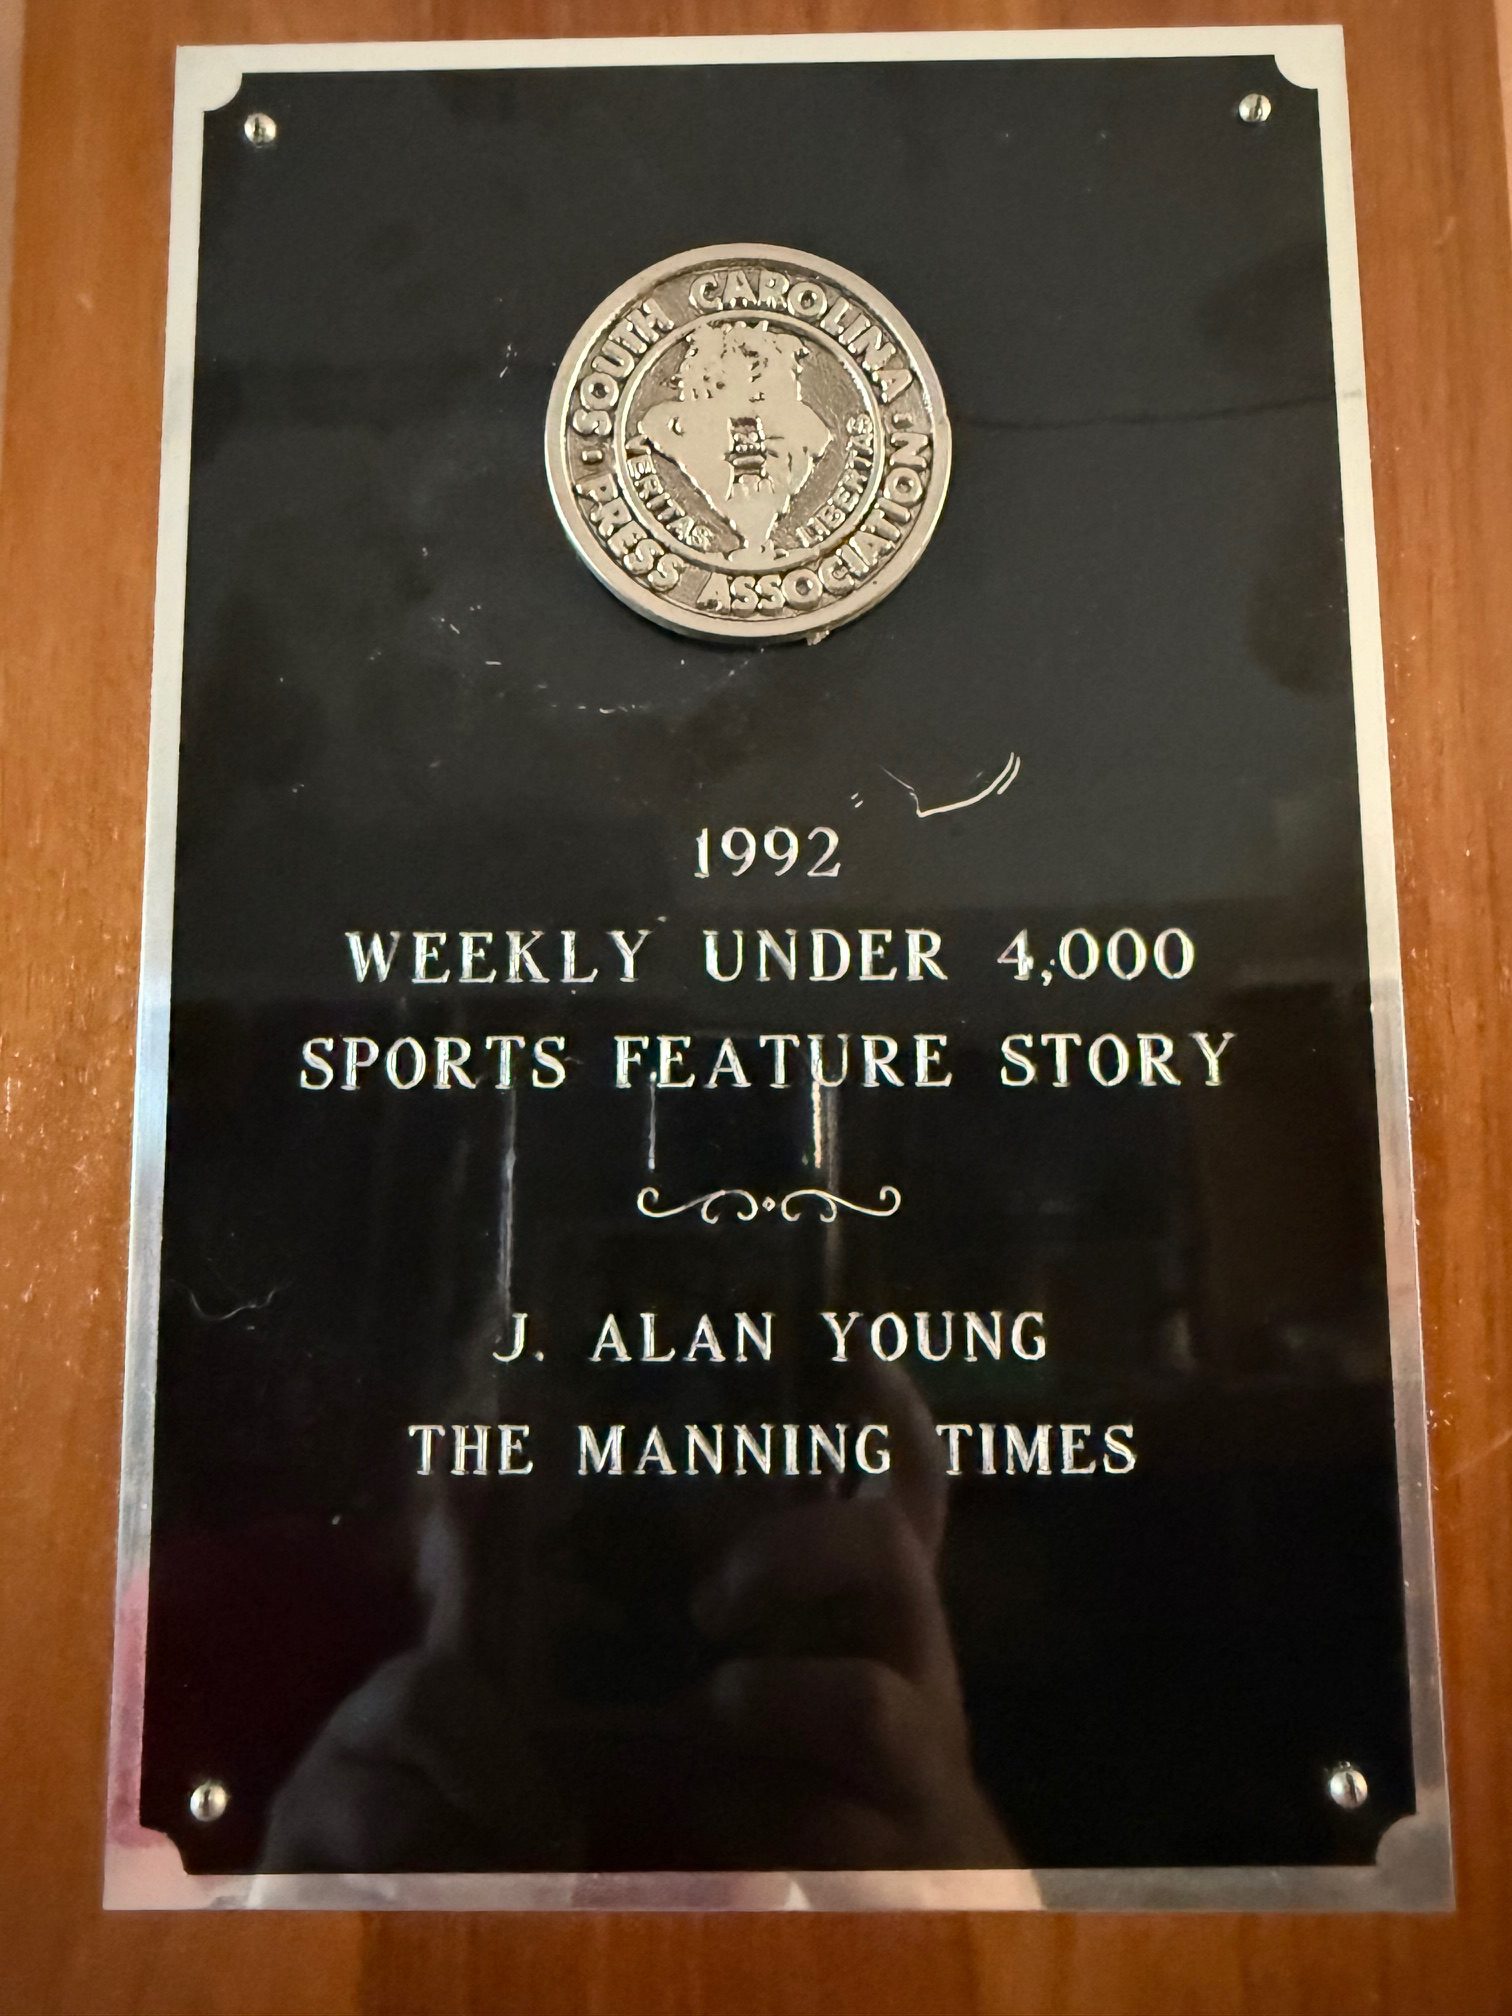 SOUTH CAROLINA
PRESS ASSOCIATION
VERITAS
LIBERTAS
1992
WEEKLY UNDER 4,000
SPORTS FEATURE STORY
J. ALAN YOUNG
THE MANNING TIMES